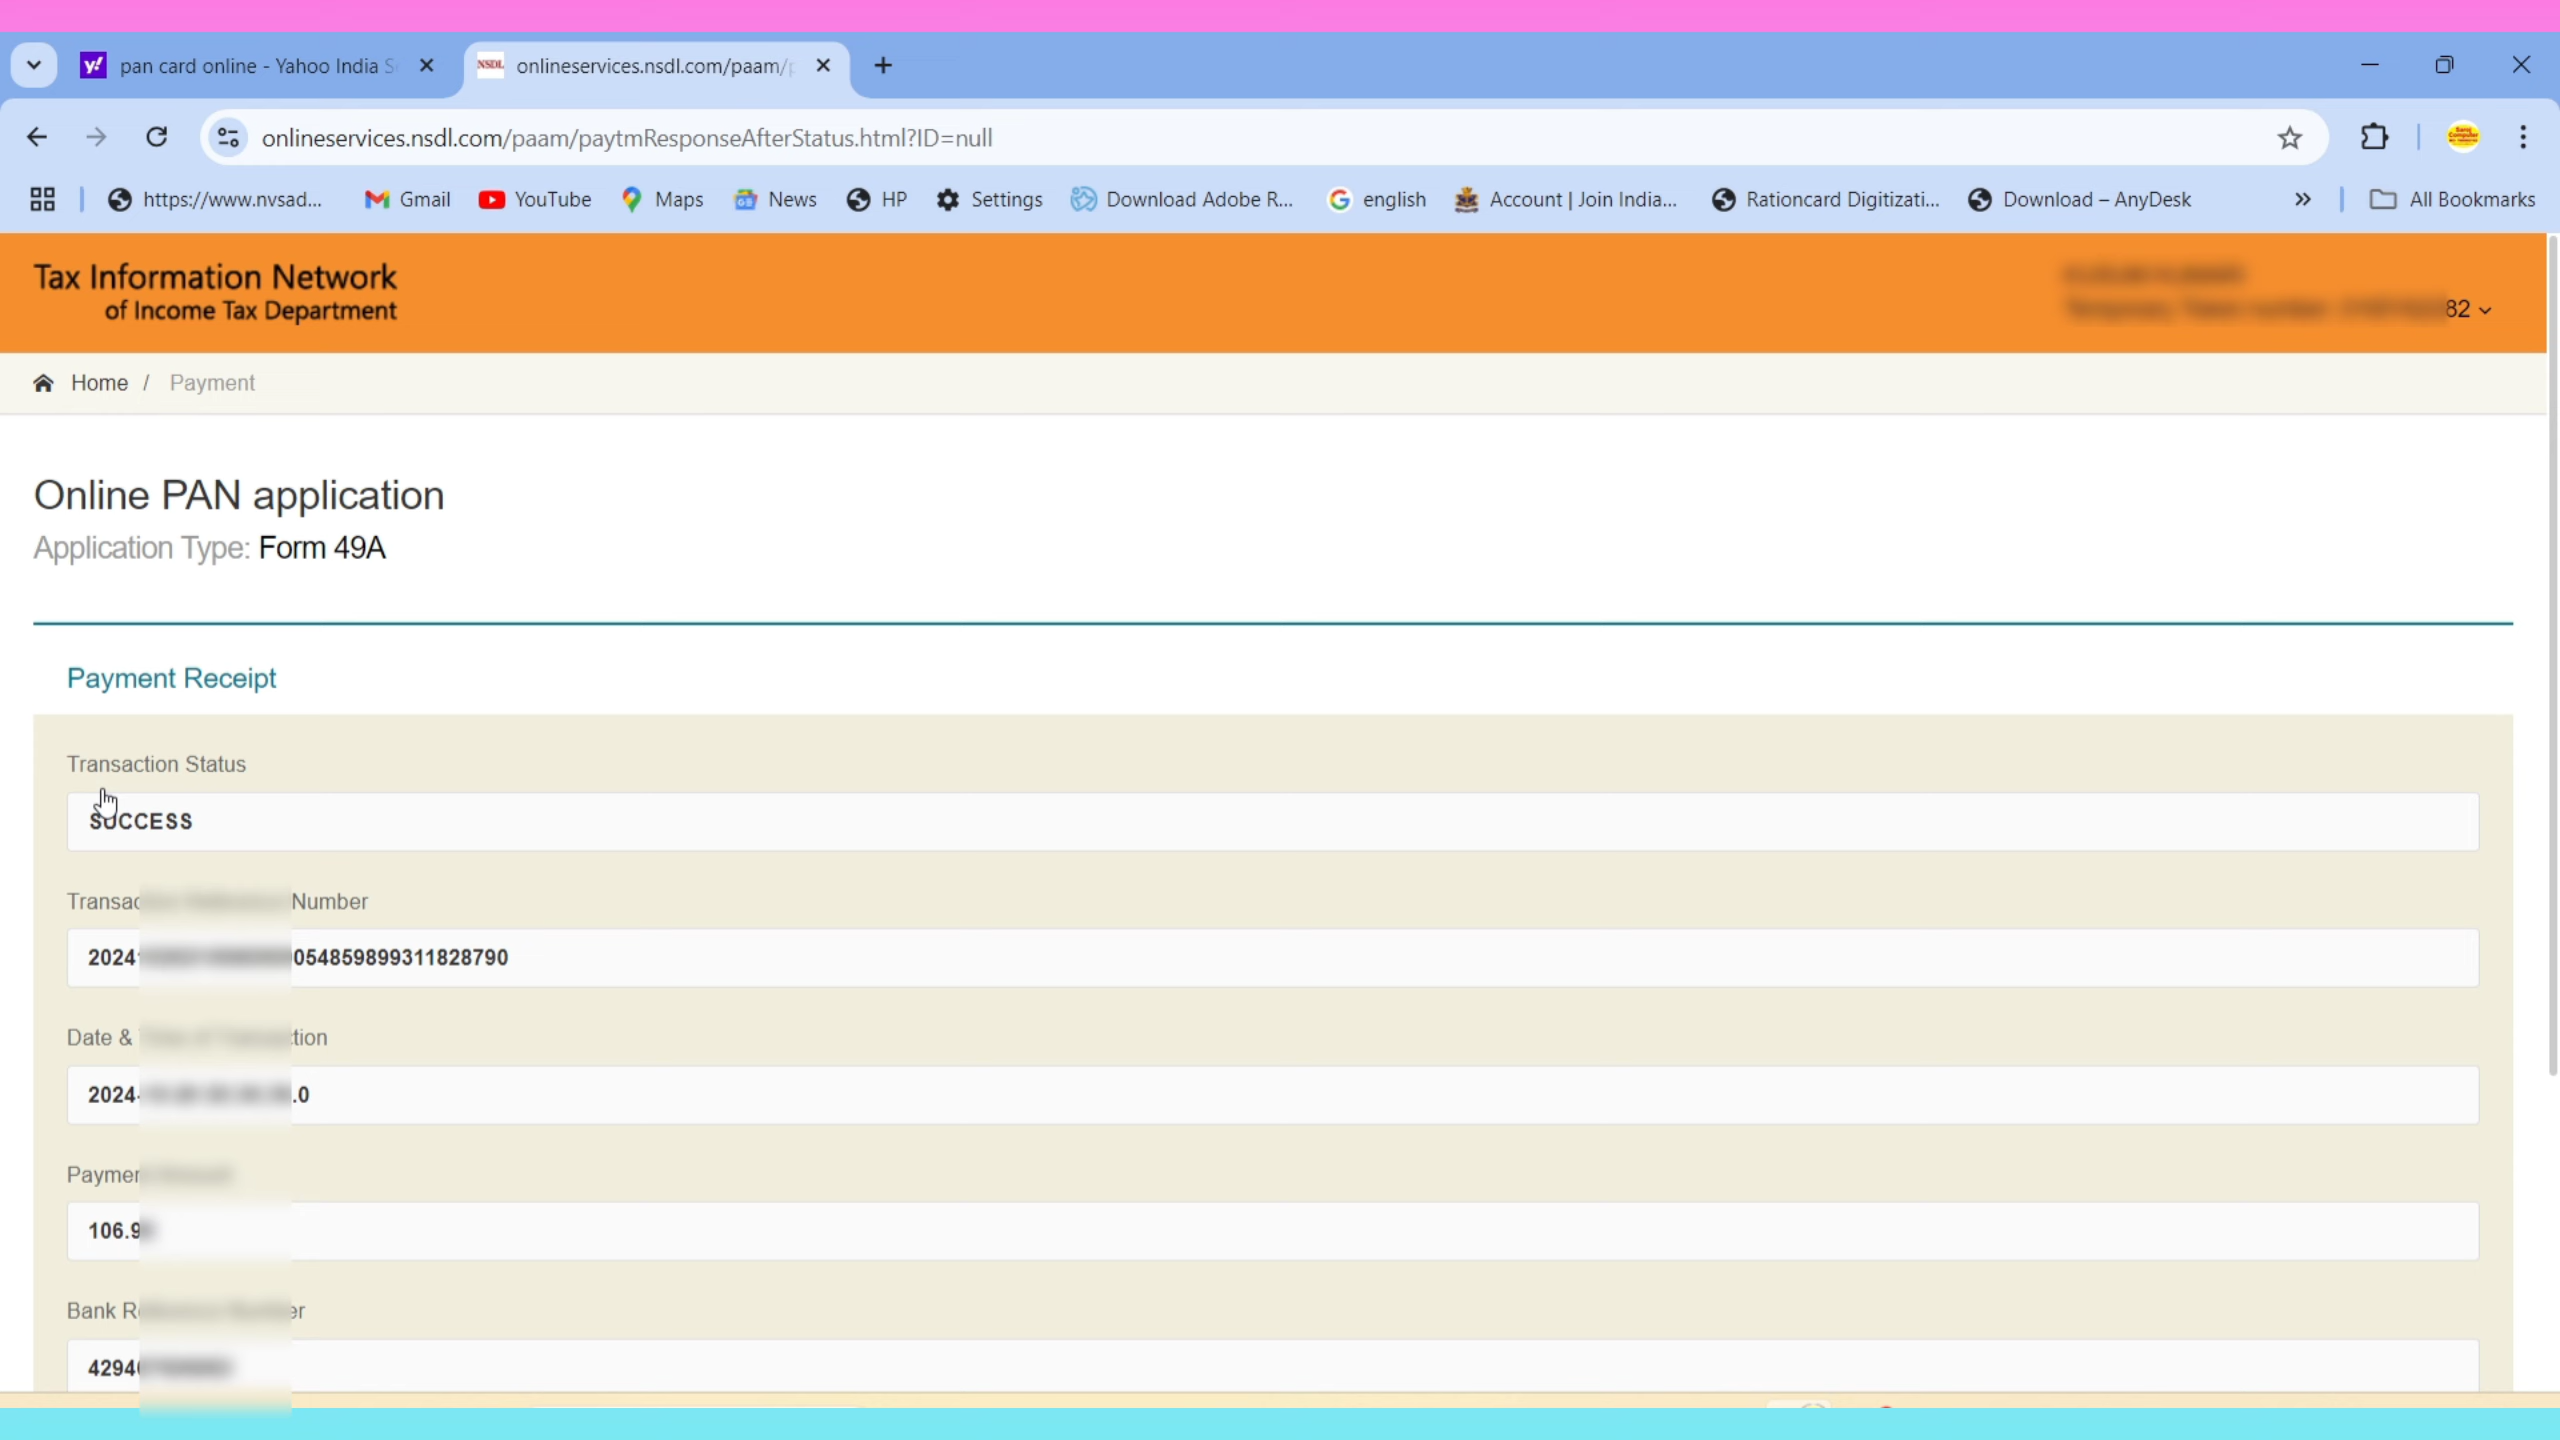 pan card online - Yahoo India S
NSDL onlineservices.nsdl.com/paam/p
onlineservices.nsdl.com/paam/paytmResponseAfterStatus.html?ID=null
https://www.nvsad... Gmail YouTube Maps News HP Settings Download Adobe R... english Account | Join India... Rationcard Digitizati... Download – AnyDesk » All Bookmarks
Tax Information Network
of Income Tax Department
82
Home / Payment
Online PAN application
Application Type: Form 49A
Payment Receipt
Transaction Status
SUCCESS
Transac Number
2024 054859899311828790
Date & tion
2024- .0
Paymen
106.9
Bank R er
4294